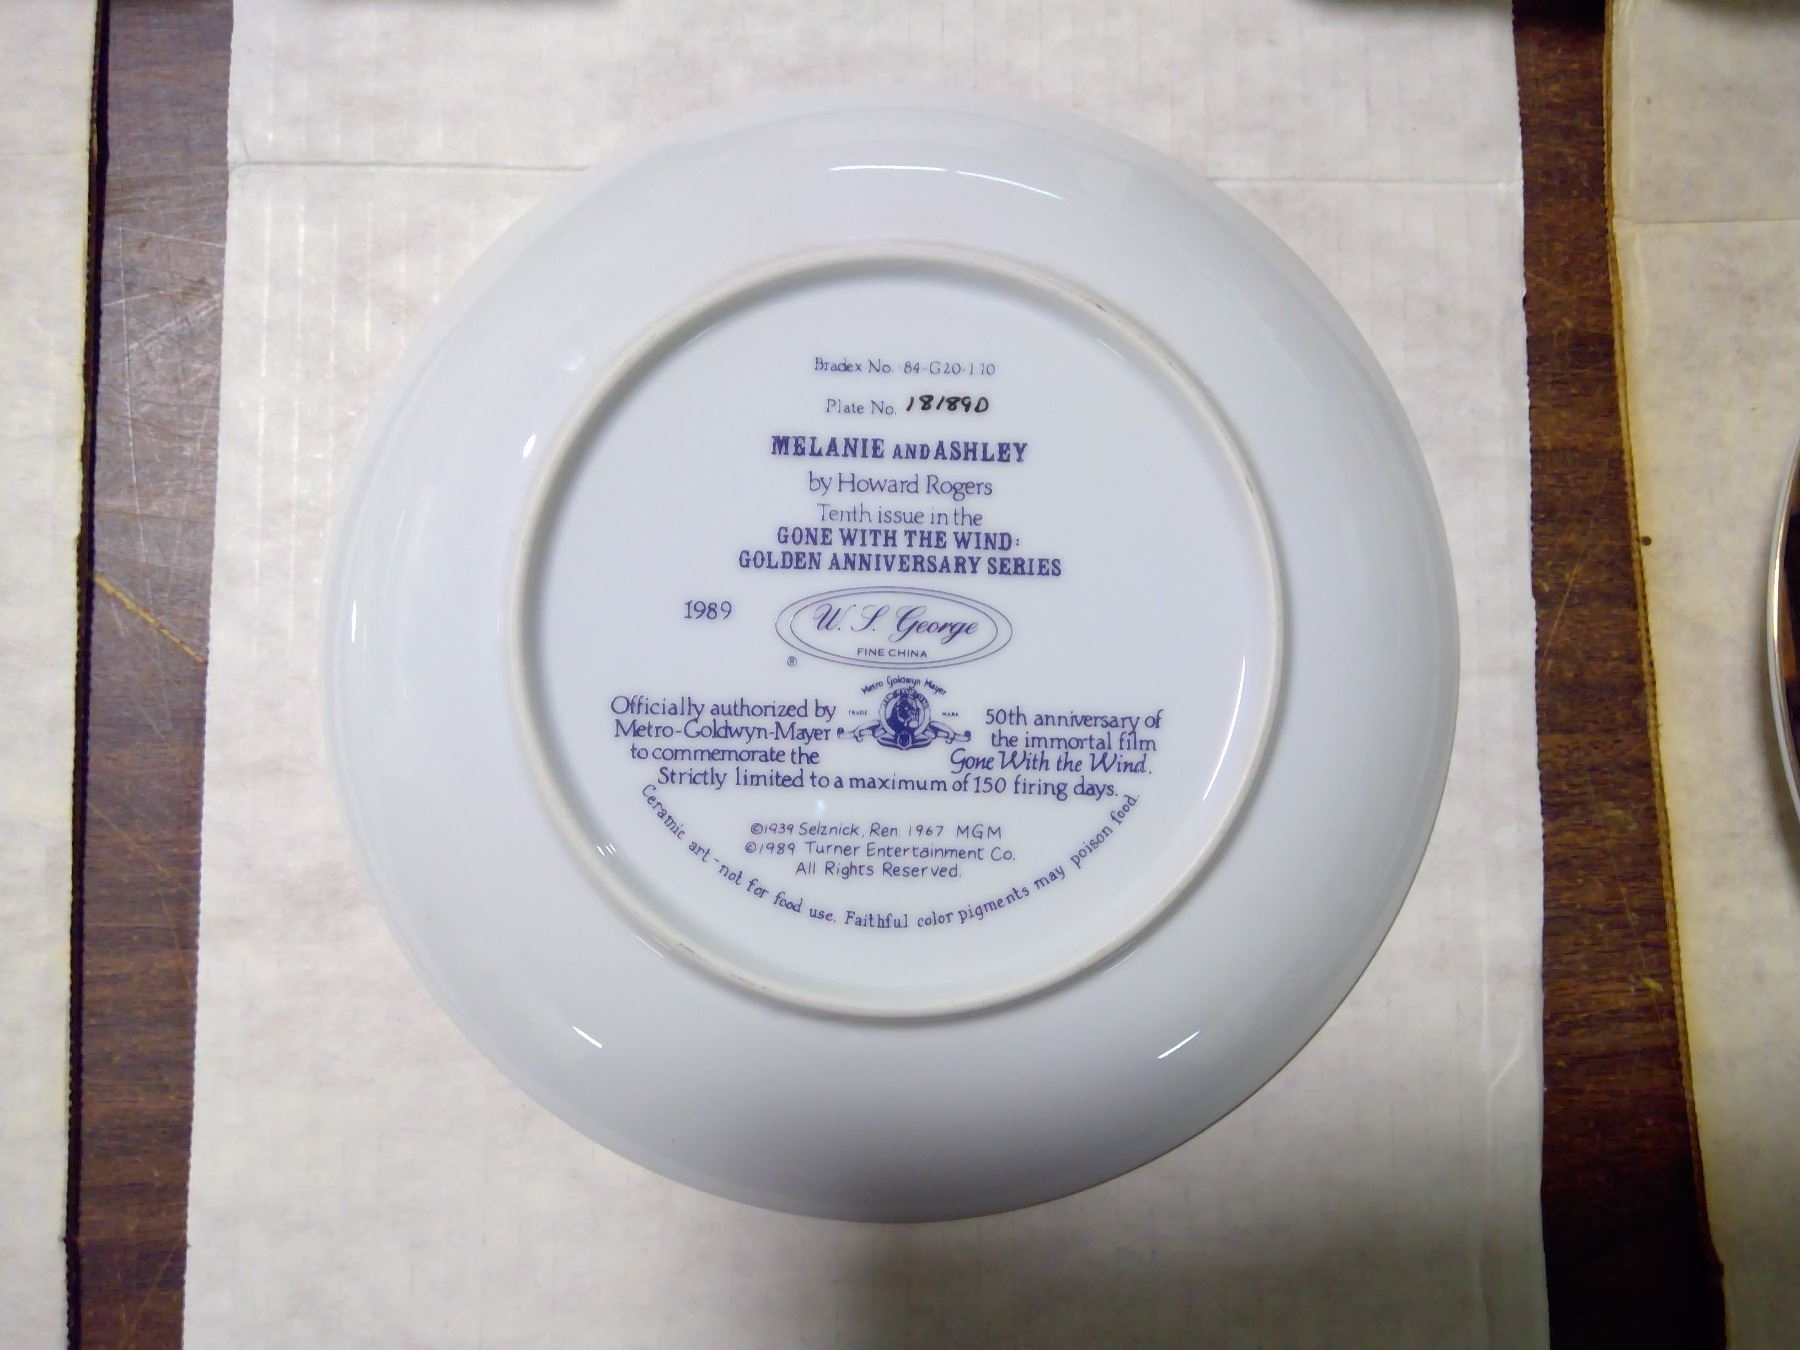 Bradex No. 84-G20-1.10
Plate No. 18189D
MELANIE AND ASHLEY
by Howard Rogers
Tenth issue in the
GONE WITH THE WIND:
GOLDEN ANNIVERSARY SERIES
1989
W. S. George
FINE CHINA
®
Metro Goldwyn Mayer
TRADE MARK
Officially authorized by
Metro-Goldwyn-Mayer
to commemorate the
50th anniversary of
the immortal film
Gone With the Wind.
Strictly limited to a maximum of 150 firing days.
©1939 Selznick, Ren. 1967 MGM
©1989 Turner Entertainment Co.
All Rights Reserved.
Ceramic art - not for food use. Faithful color pigments may poison food.